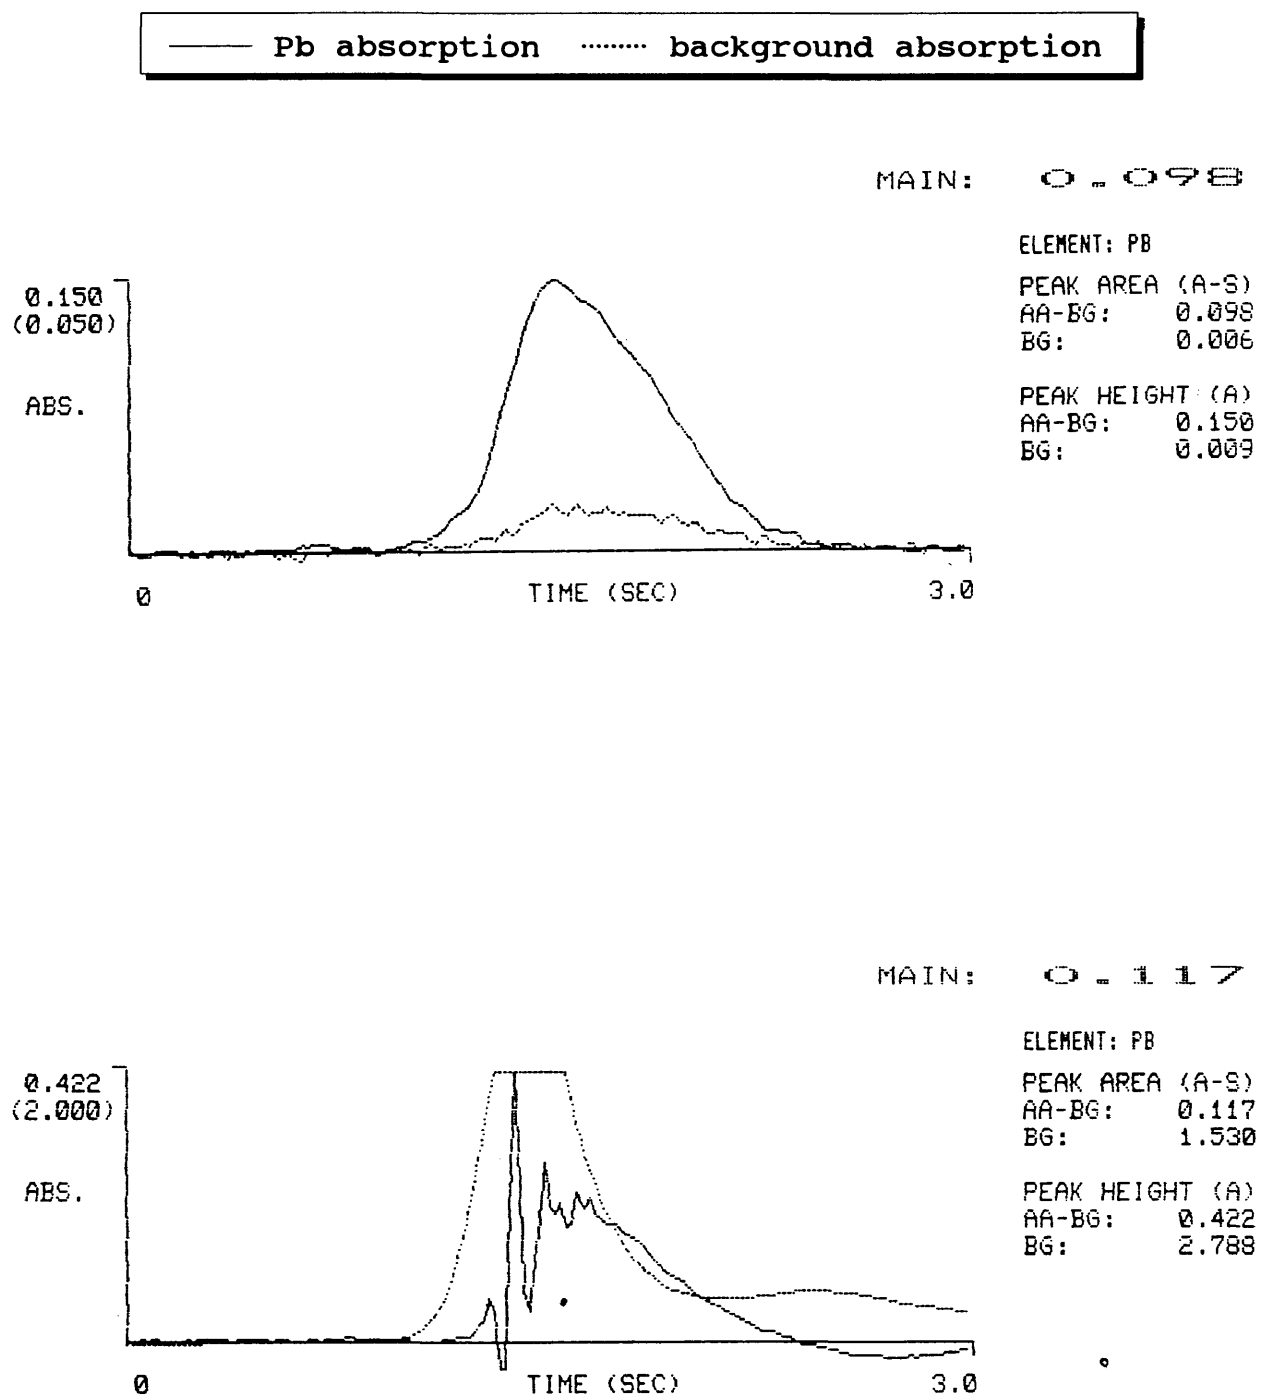 Pb absorption background absorption
MAIN: 0.098
ELEMENT: PB
PEAK AREA (A-S)
AA-BG: 0.098
BG: 0.006
PEAK HEIGHT (A)
AA-BG: 0.150
BG: 0.009
0.150
(0.050)
ABS.
0 TIME (SEC) 3.0
MAIN: 0.117
ELEMENT: PB
PEAK AREA (A-S)
AA-BG: 0.117
BG: 1.530
PEAK HEIGHT (A)
AA-BG: 0.422
BG: 2.788
0.422
(2.000)
ABS.
0 TIME (SEC) 3.0